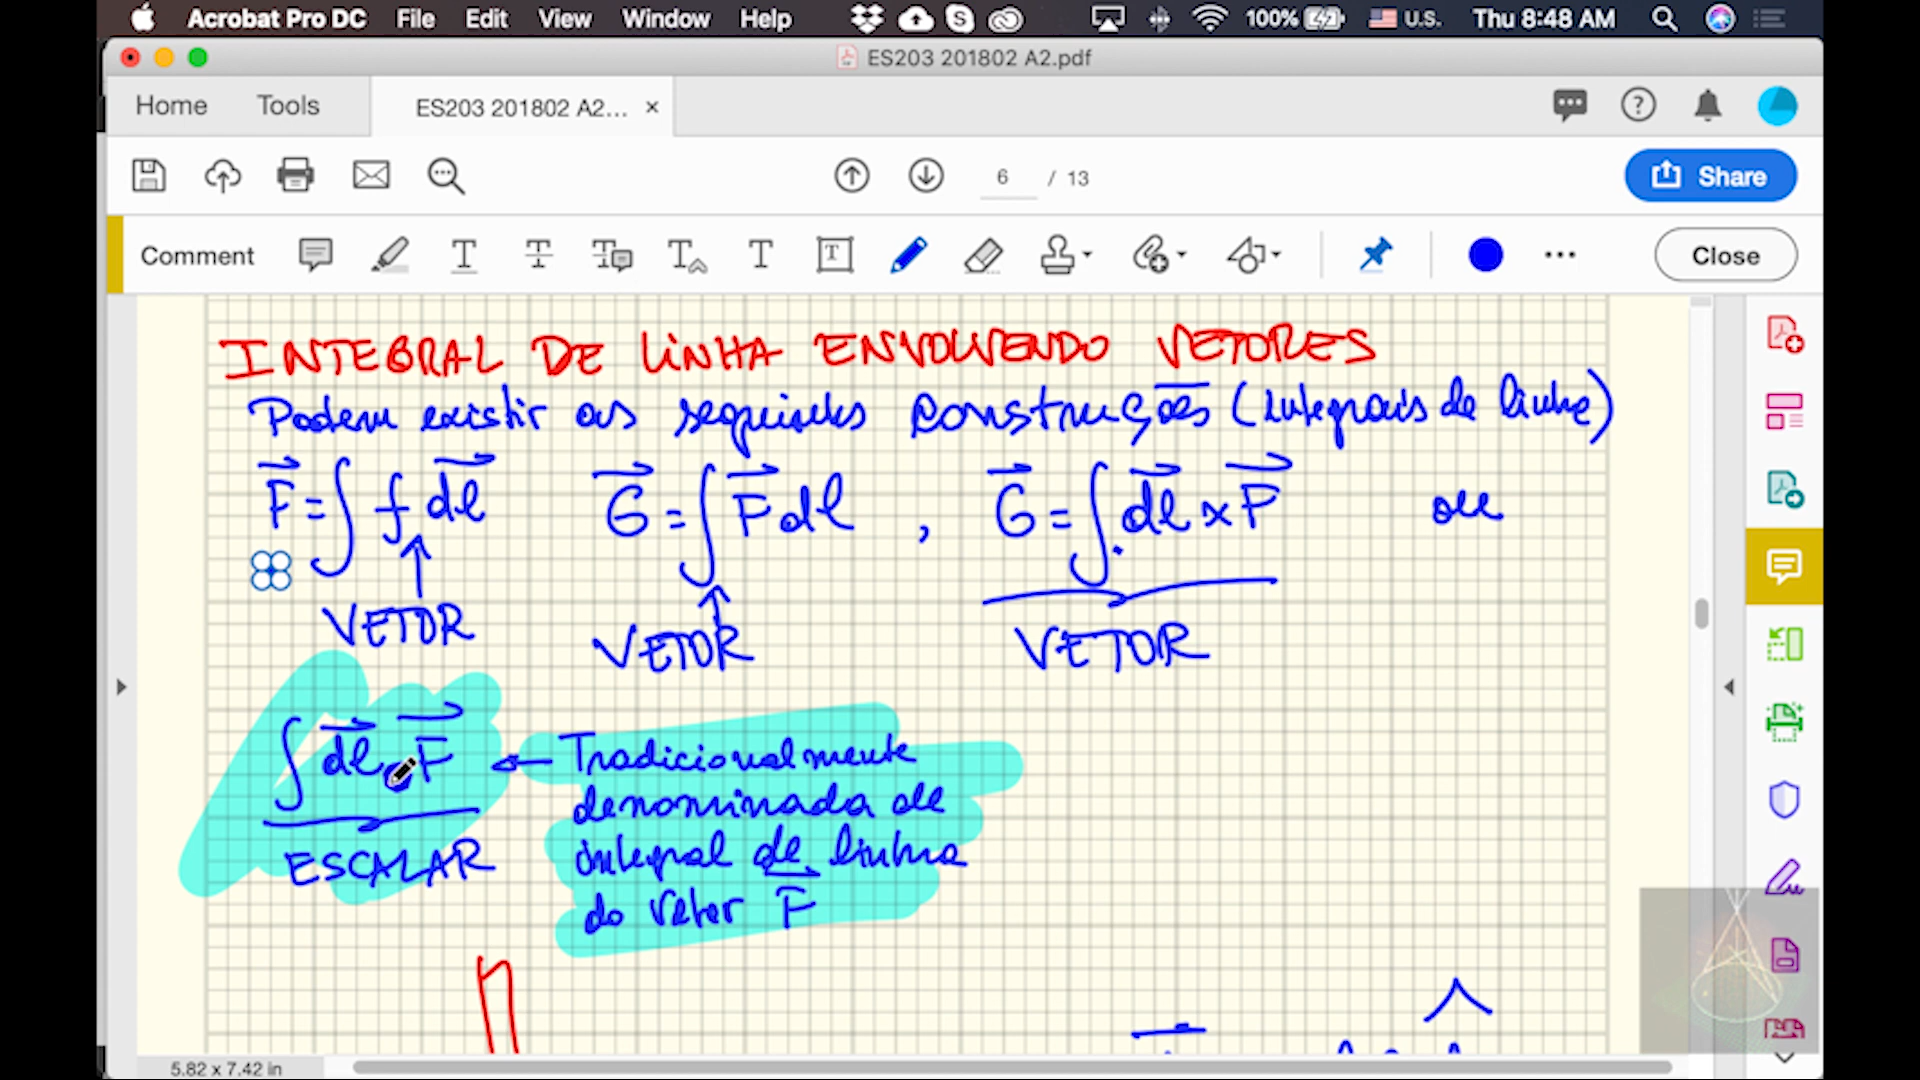 Acrobat Pro DC File Edit View Window Help 100% U.S. Thu 8:48 AM
ES203 201802 A2.pdf
Home Tools ES203 201802 A2... ×
6 / 13 Share
Comment T T T T T T Close
INTEGRAL DE LINHA ENVOLVENDO VETORES
Podem existir as seguintes construções (Integrais de linha)
F⃗ = ∫ f dl⃗ G⃗ = ∫ F⃗ dl , G⃗ = ∫ dl⃗ × F⃗ ou
VETOR VETOR VETOR
∫ dl⃗ · F⃗ ← Tradicionalmente
denominada de
ESCALAR integral de linha
do vetor F⃗
5.82 x 7.42 in